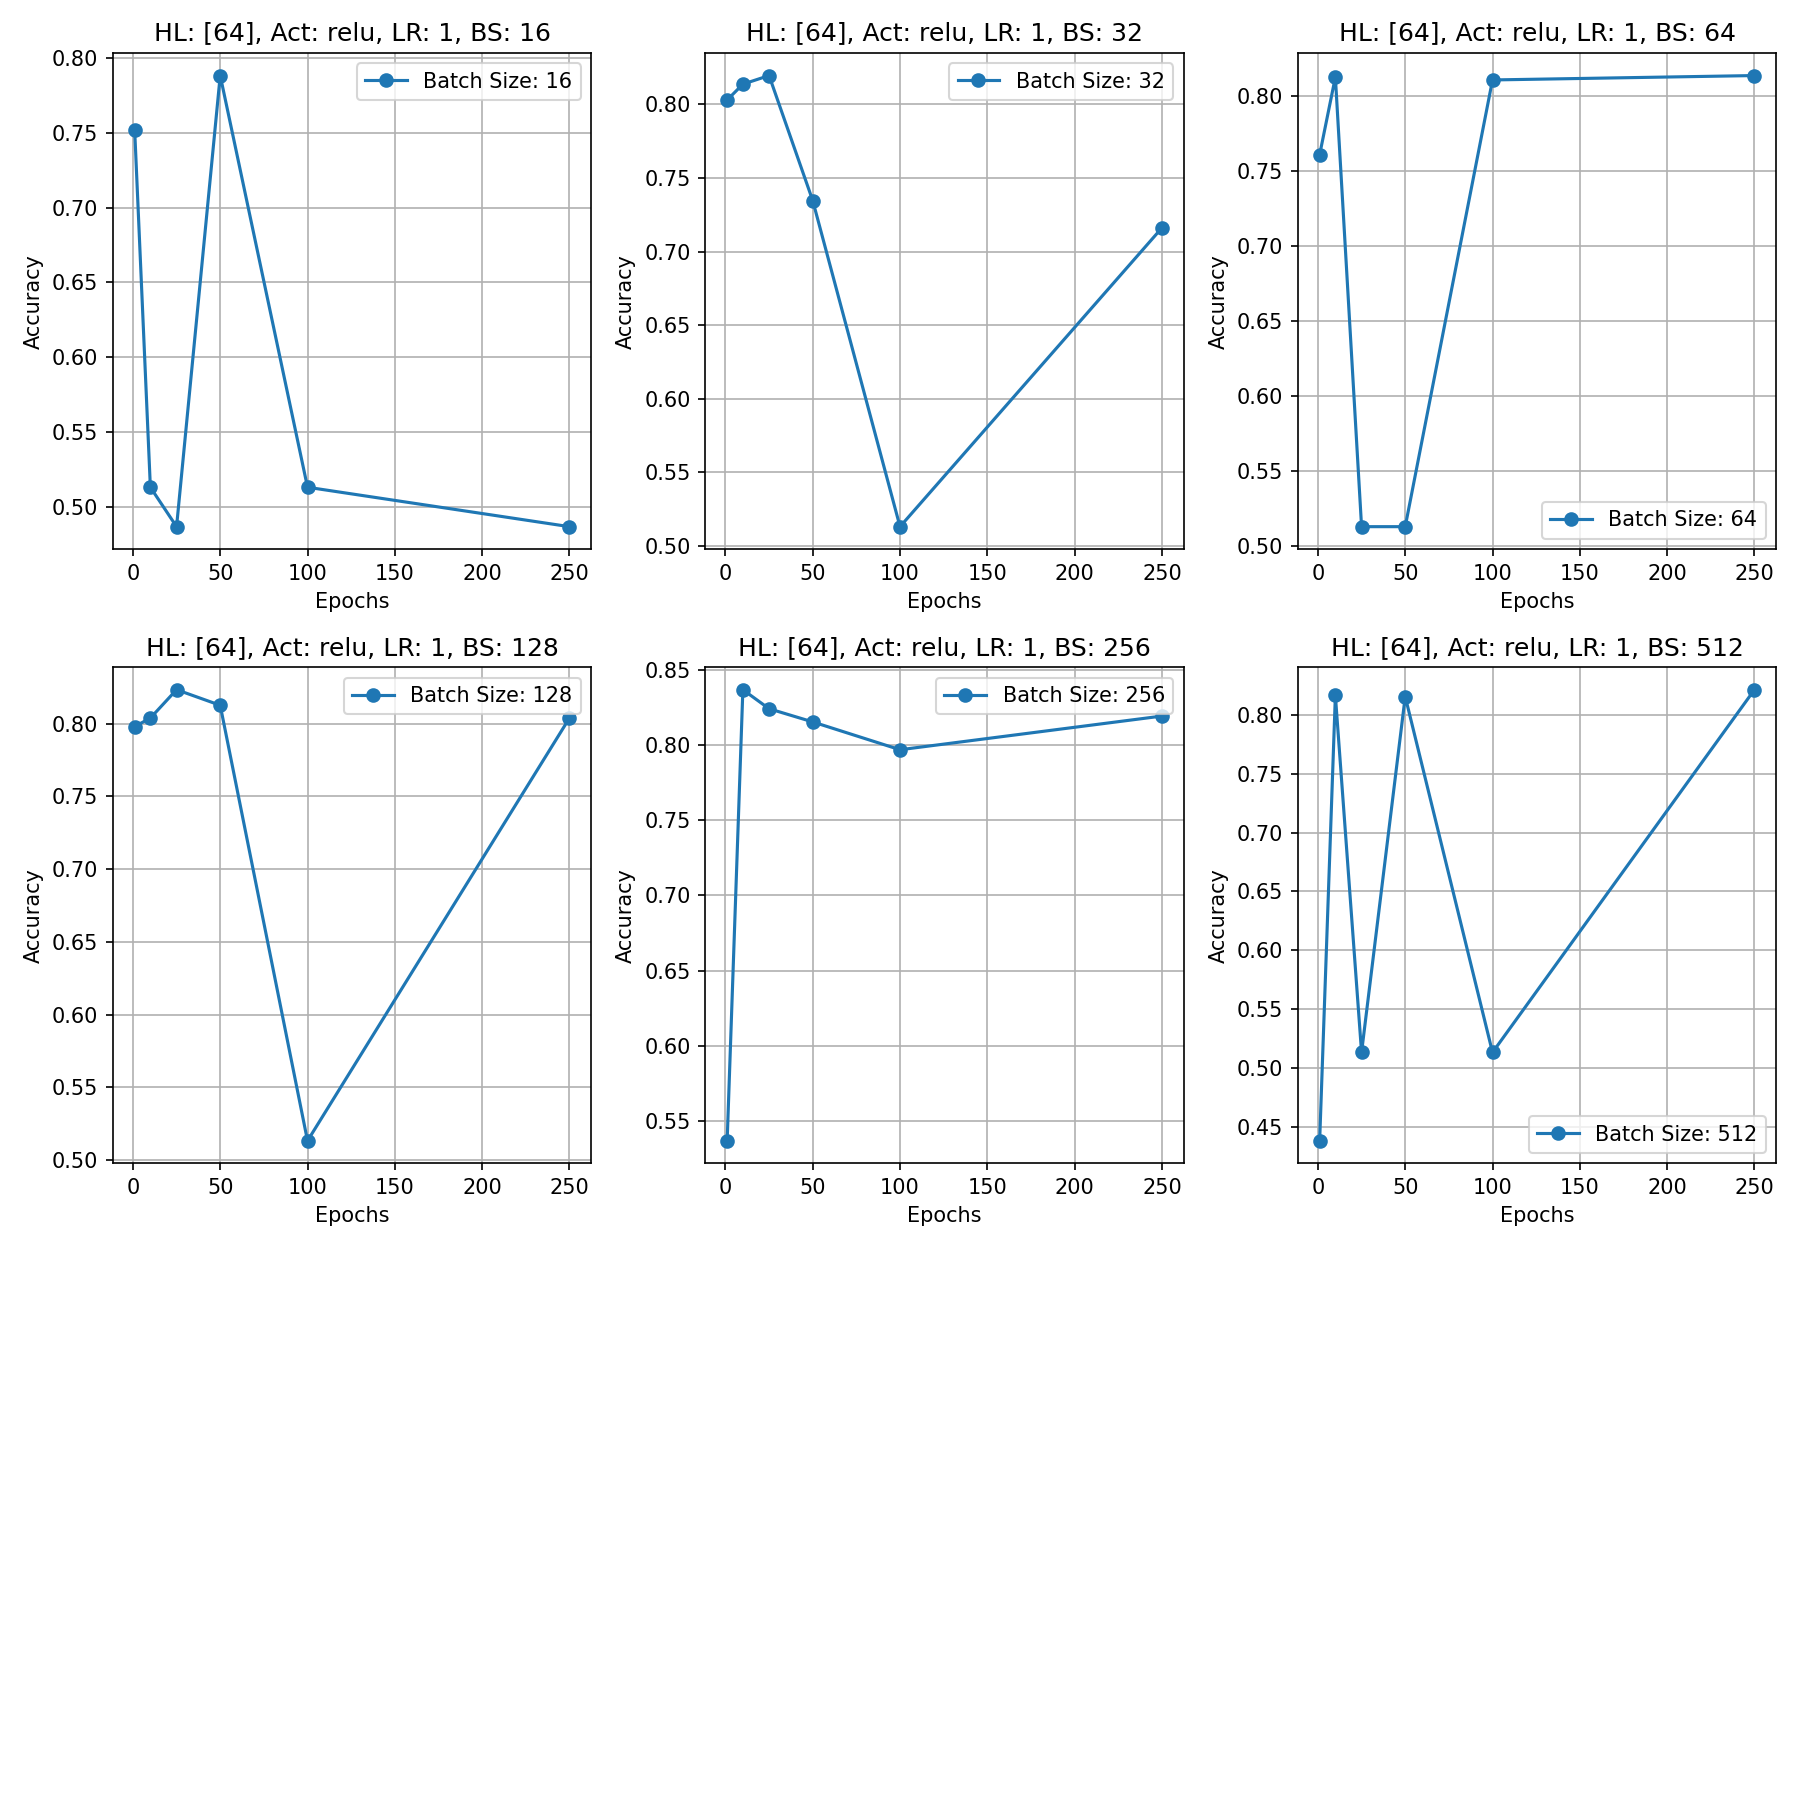 HL: [64], Act: relu, LR: 1, BS: 16
Batch Size: 16
0.80
0.75
0.70
0.65
0.60
0.55
0.50
Accuracy
0 50 100 150 200 250
Epochs
HL: [64], Act: relu, LR: 1, BS: 32
Batch Size: 32
0.80
0.75
0.70
0.65
0.60
0.55
0.50
Accuracy
0 50 100 150 200 250
Epochs
HL: [64], Act: relu, LR: 1, BS: 64
0.80
0.75
0.70
0.65
0.60
0.55
0.50
Accuracy
Batch Size: 64
0 50 100 150 200 250
Epochs
HL: [64], Act: relu, LR: 1, BS: 128
Batch Size: 128
0.80
0.75
0.70
0.65
0.60
0.55
0.50
Accuracy
0 50 100 150 200 250
Epochs
HL: [64], Act: relu, LR: 1, BS: 256
Batch Size: 256
0.85
0.80
0.75
0.70
0.65
0.60
0.55
Accuracy
0 50 100 150 200 250
Epochs
HL: [64], Act: relu, LR: 1, BS: 512
0.80
0.75
0.70
0.65
0.60
0.55
0.50
0.45
Accuracy
Batch Size: 512
0 50 100 150 200 250
Epochs